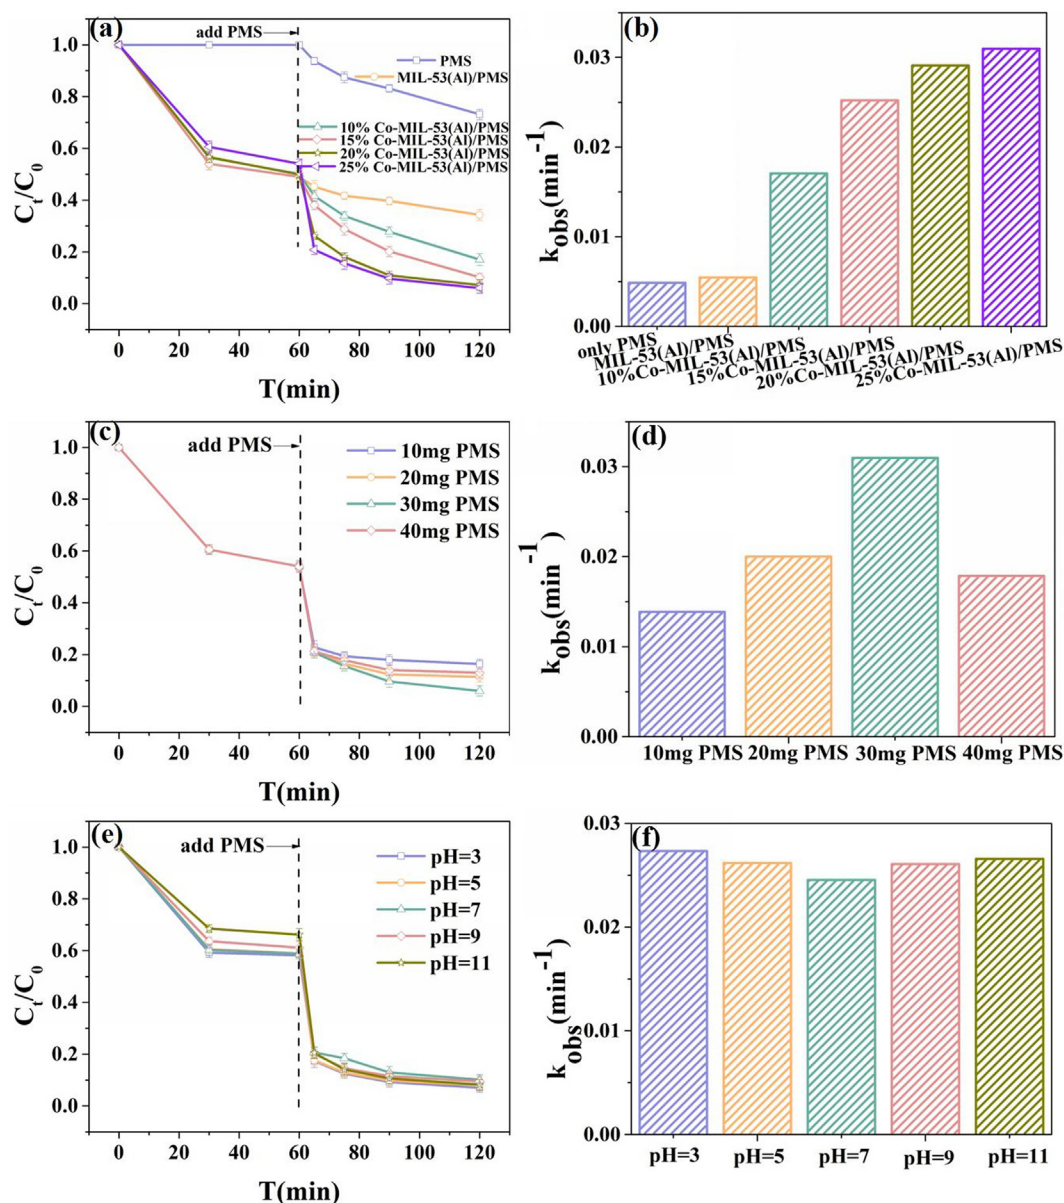 (a)
add PMS
PMS
MIL-53(Al)/PMS
10% Co-MIL-53(Al)/PMS
15% Co-MIL-53(Al)/PMS
20% Co-MIL-53(Al)/PMS
25% Co-MIL-53(Al)/PMS
Ct/C0
1.0
0.8
0.6
0.4
0.2
0.0
0 20 40 60 80 100 120
T(min)
(b)
kobs(min-1)
0.03
0.02
0.01
0.00
only PMS
MIL-53(Al)/PMS
10%Co-MIL-53(Al)/PMS
15%Co-MIL-53(Al)/PMS
20%Co-MIL-53(Al)/PMS
25%Co-MIL-53(Al)/PMS
(c)
add PMS
10mg PMS
20mg PMS
30mg PMS
40mg PMS
Ct/C0
1.0
0.8
0.6
0.4
0.2
0.0
0 20 40 60 80 100 120
T(min)
(d)
kobs(min-1)
0.03
0.02
0.01
0.00
10mg PMS 20mg PMS 30mg PMS 40mg PMS
(e)
add PMS
pH=3
pH=5
pH=7
pH=9
pH=11
Ct/C0
1.0
0.8
0.6
0.4
0.2
0.0
0 20 40 60 80 100 120
T(min)
(f)
kobs(min-1)
0.03
0.02
0.01
0.00
pH=3 pH=5 pH=7 pH=9 pH=11